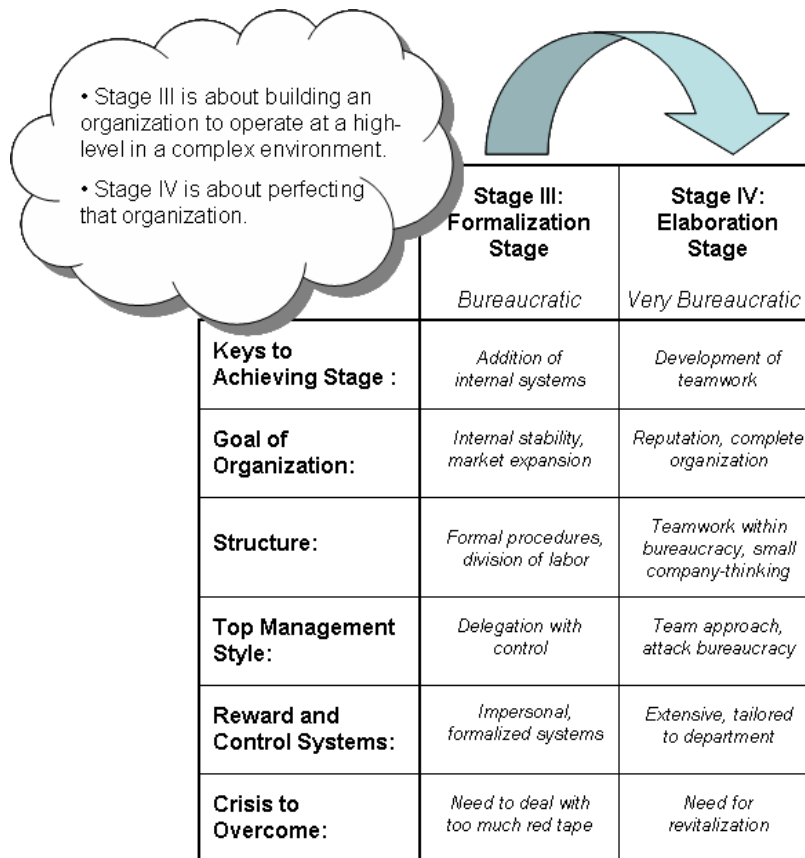 • Stage III is about building an
organization to operate at a high-
level in a complex environment.
• Stage IV is about perfecting
that organization.
Stage III:
Formalization
Stage
Bureaucratic
Stage IV:
Elaboration
Stage
Very Bureaucratic
Keys to
Achieving Stage :
Addition of
internal systems
Development of
teamwork
Goal of
Organization:
Internal stability,
market expansion
Reputation, complete
organization
Structure:
Formal procedures,
division of labor
Teamwork within
bureaucracy, small
company-thinking
Top Management
Style:
Delegation with
control
Team approach,
attack bureaucracy
Reward and
Control Systems:
Impersonal,
formalized systems
Extensive, tailored
to department
Crisis to
Overcome:
Need to deal with
too much red tape
Need for
revitalization